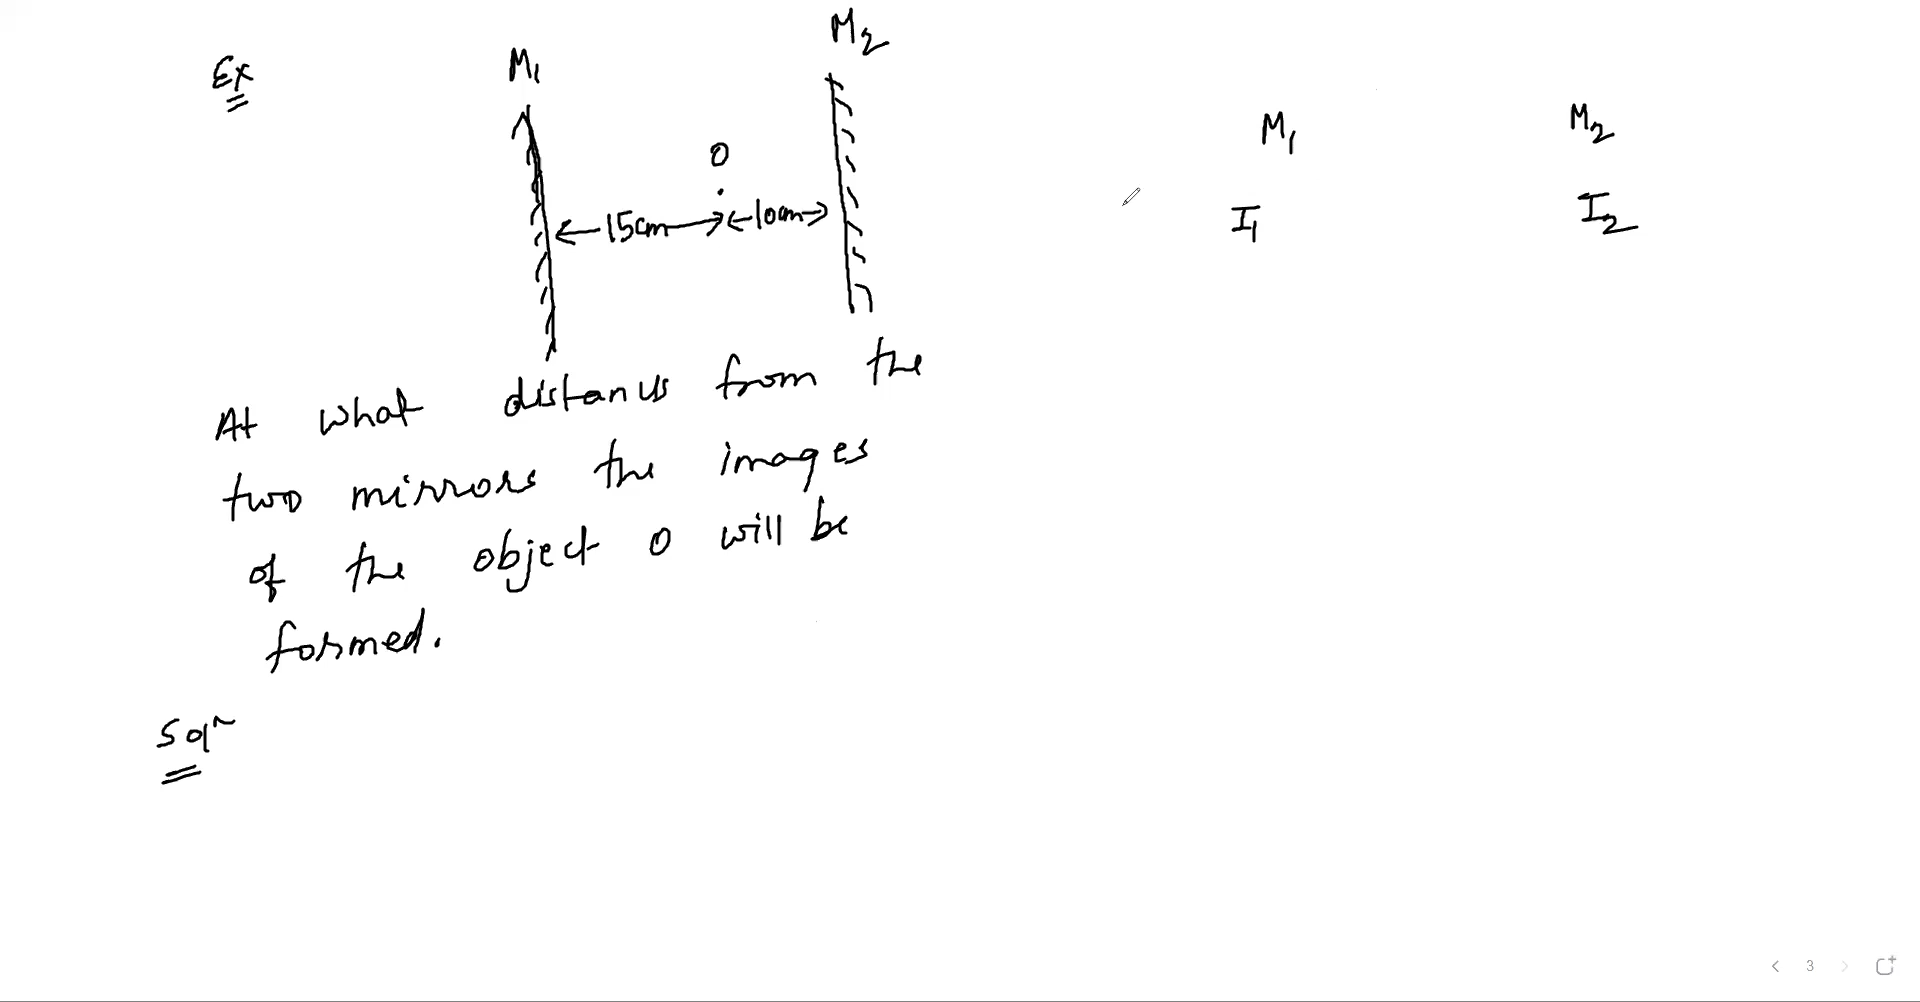 Ex
M1
M2
O
15cm
10cm
At what distances from the
two mirrors the images
of the object O will be
formed.
Soln
M1 M2
I1 I2
3